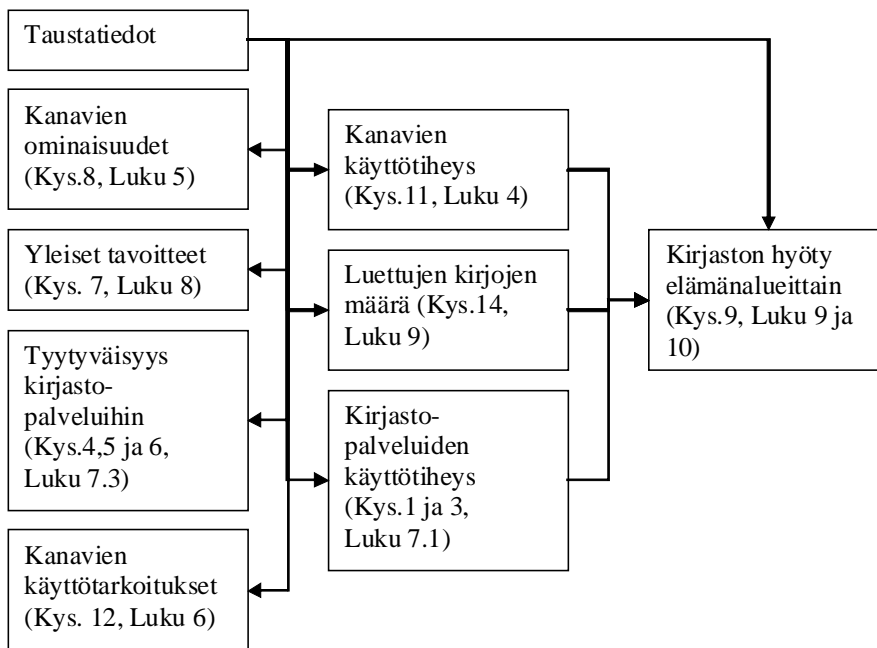 Taustatiedot
Kanavien
ominaisuudet
(Kys.8, Luku 5)
Yleiset tavoitteet
(Kys. 7, Luku 8)
Tyytyväisyys
kirjasto-
palveluihin
(Kys.4,5 ja 6,
Luku 7.3)
Kanavien
käyttötarkoitukset
(Kys. 12, Luku 6)
Kanavien
käyttötiheys
(Kys.11, Luku 4)
Luettujen kirjojen
määrä (Kys.14,
Luku 9)
Kirjasto-
palveluiden
käyttötiheys
(Kys.1 ja 3,
Luku 7.1)
Kirjaston hyöty
elämänalueittain
(Kys.9, Luku 9 ja
10)